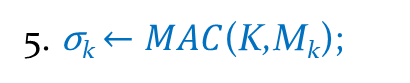 5. σₖ ← MAC(K,Mₖ);